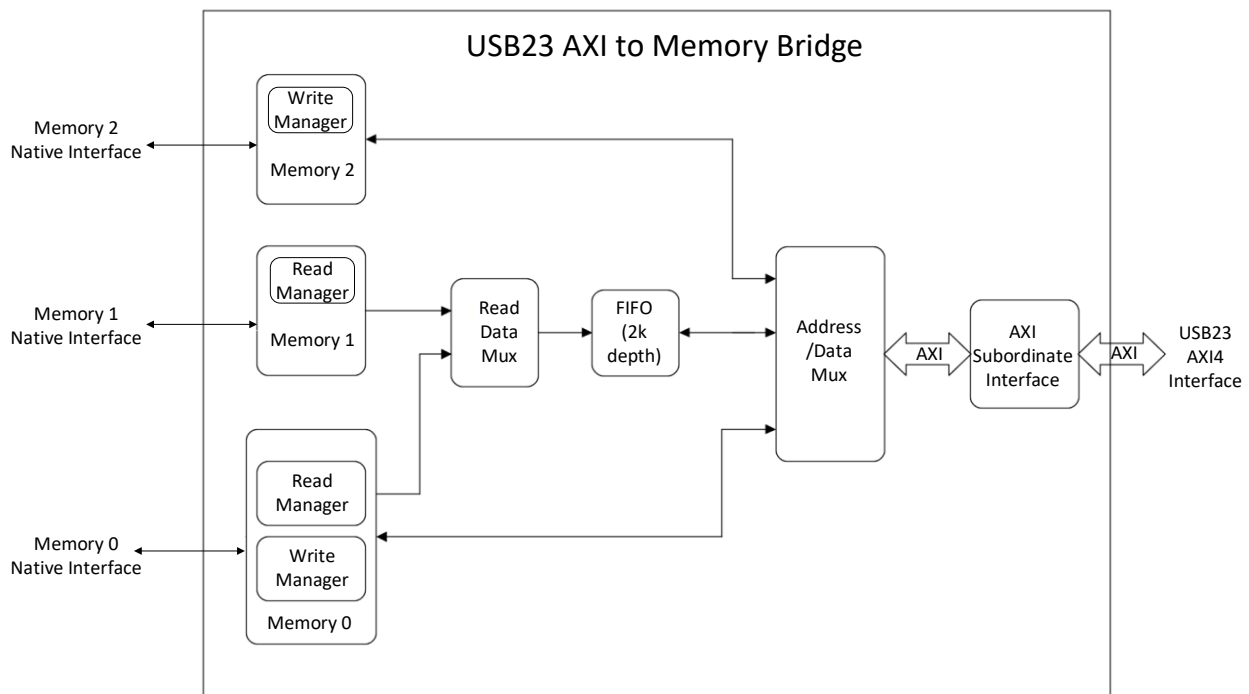 USB23 AXI to Memory Bridge
Write
Manager
Memory 2
Memory 2
Native Interface
Read
Manager
Memory 1
Memory 1
Native Interface
Read
Data
Mux
FIFO
(2k
depth)
Address
/Data
Mux
AXI
AXI
Subordinate
Interface
AXI
USB23
AXI4
Interface
Read
Manager
Write
Manager
Memory 0
Memory 0
Native Interface